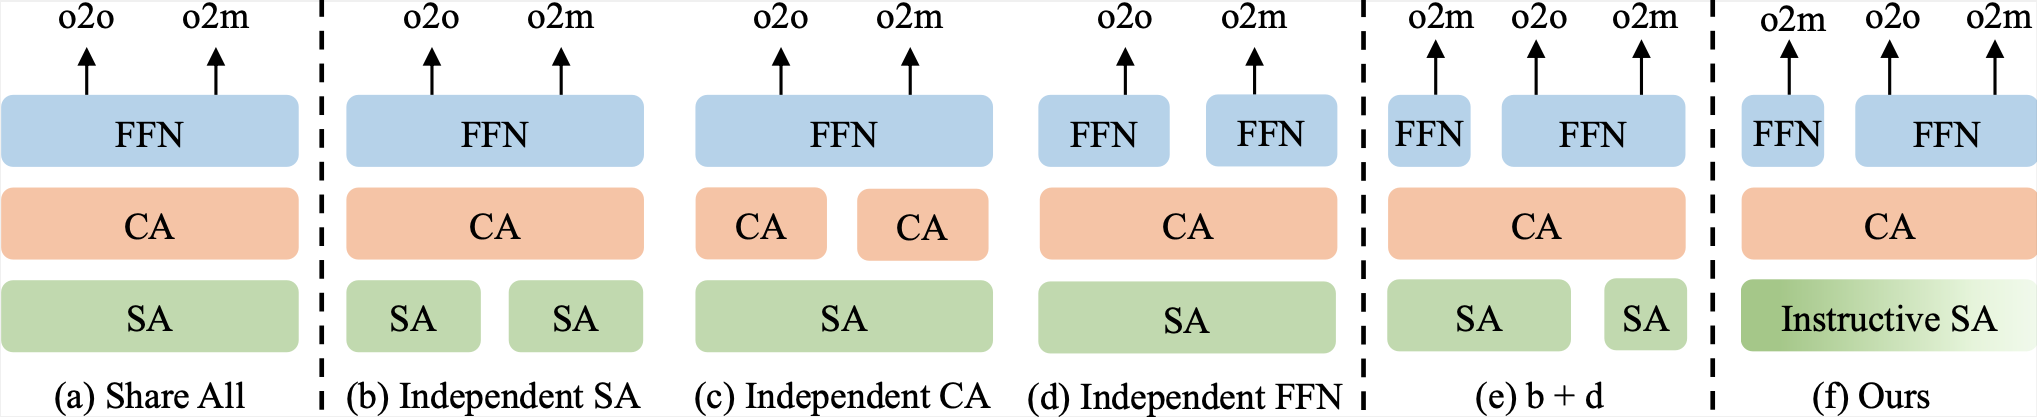 o2o o2m o2o o2m o2o o2m o2o o2m o2m o2o o2m o2m o2o o2m
FFN FFN FFN FFN FFN FFN FFN FFN FFN
CA CA CA CA CA CA CA
SA SA SA SA SA SA SA Instructive SA
(a) Share All (b) Independent SA (c) Independent CA (d) Independent FFN (e) b + d (f) Ours